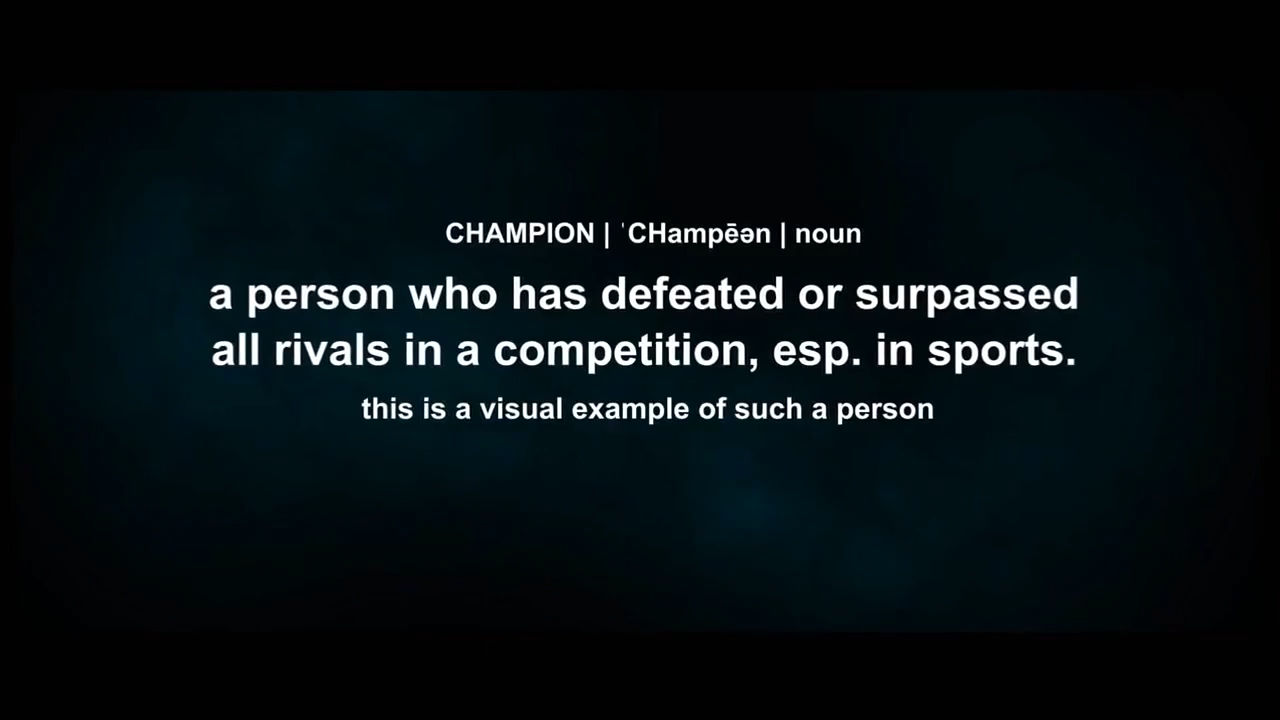 CHAMPION | ˈCHampēən | noun
a person who has defeated or surpassed
all rivals in a competition, esp. in sports.
this is a visual example of such a person